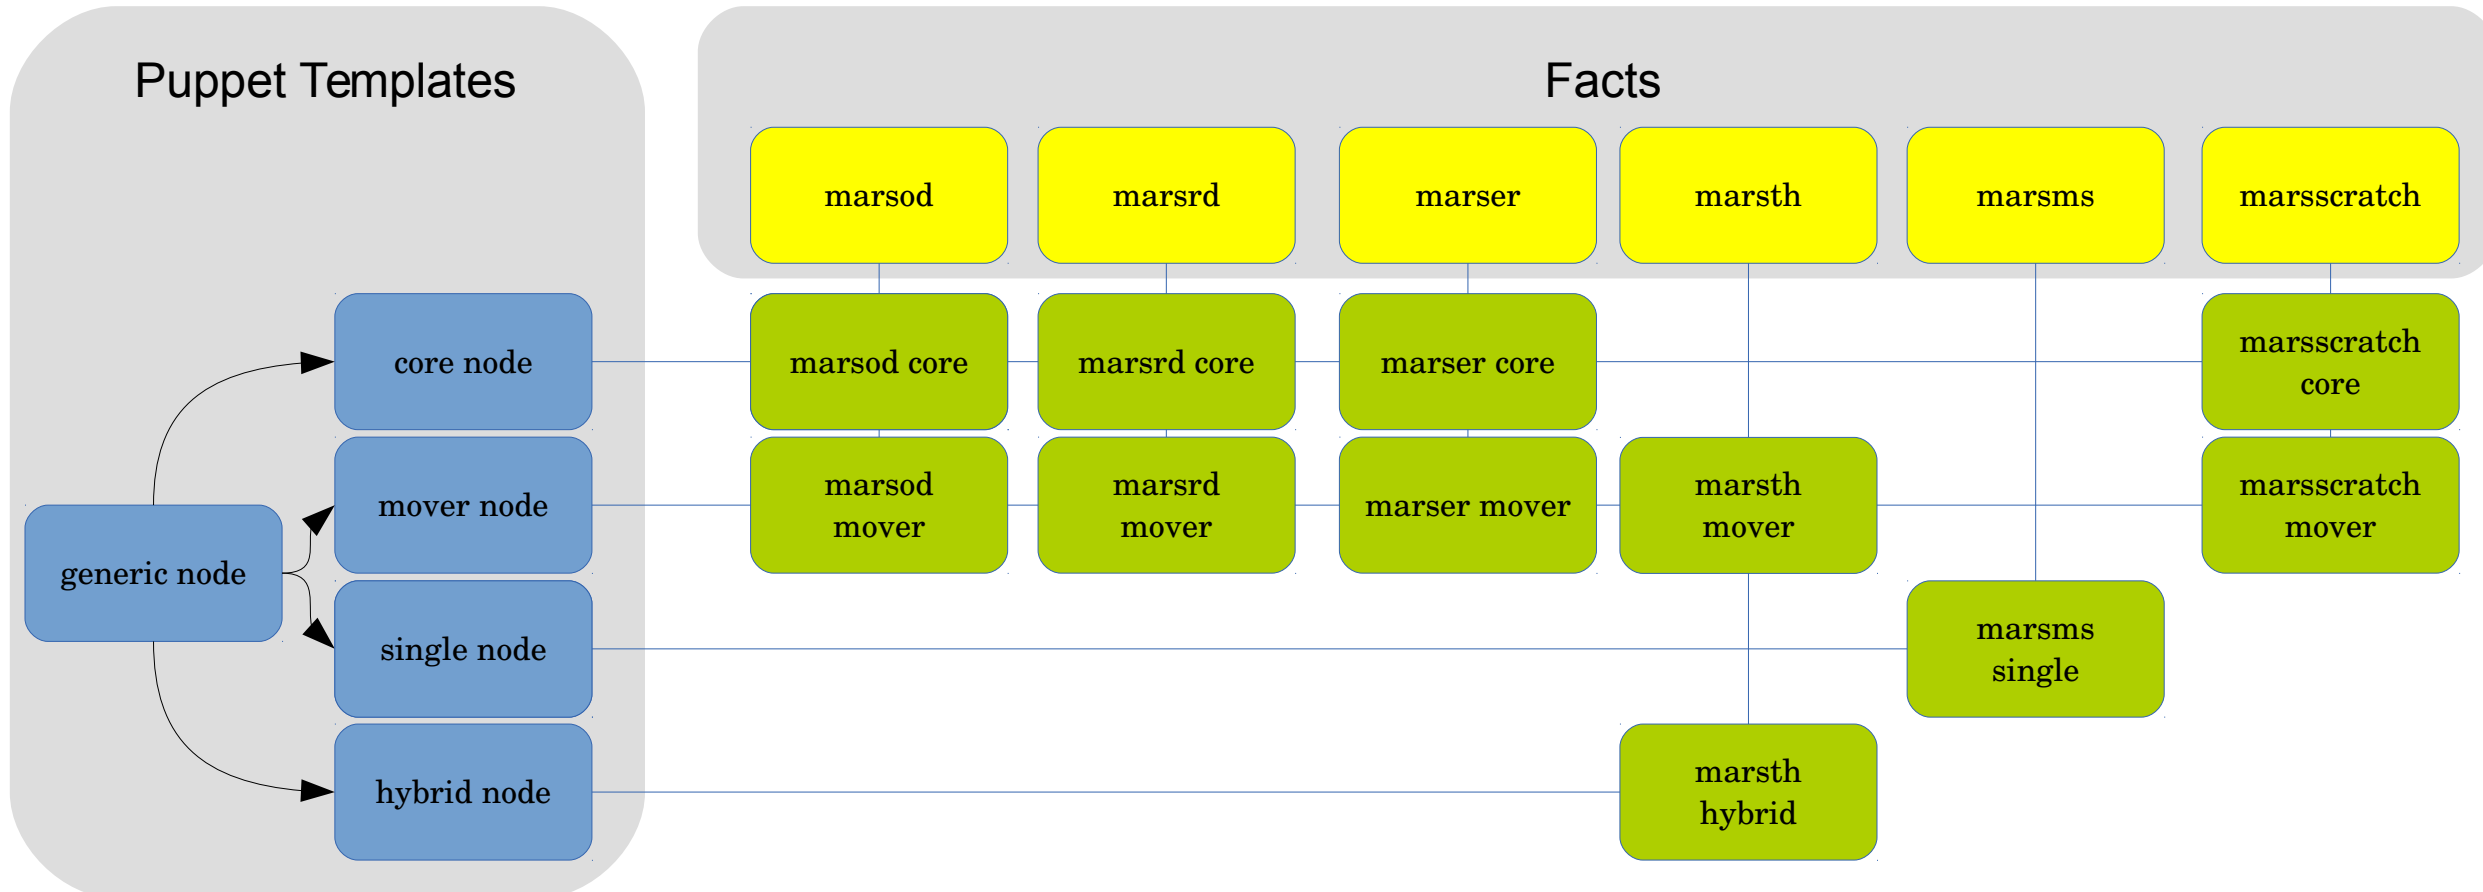 Puppet Templates
Facts
marsod
marsrd
marser
marsth
marsms
marsscratch
core node
marsod core
marsrd core
marser core
marsscratch
core
mover node
marsod
mover
marsrd
mover
marser mover
marsth
mover
marsscratch
mover
generic node
single node
marsms
single
hybrid node
marsth
hybrid